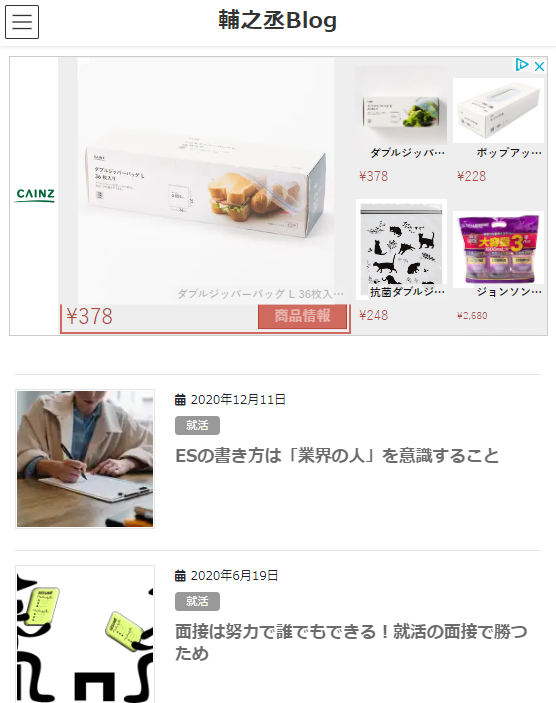 輔之丞Blog
CAINZ
CAINZ
ダブルジッパーバッグ L
36 枚入り
ダブルジッパーバッグ L 36枚入…
¥378
商品情報
ダブルジッパ…
¥378
ポップアッ…
¥228
抗菌ダブルジ…
¥248
大容量
3
ジョンソン…
¥2,680
2020年12月11日
就活
ESの書き方は「業界の人」を意識すること
2020年6月19日
就活
面接は努力で誰でもできる！就活の面接で勝つ
ため